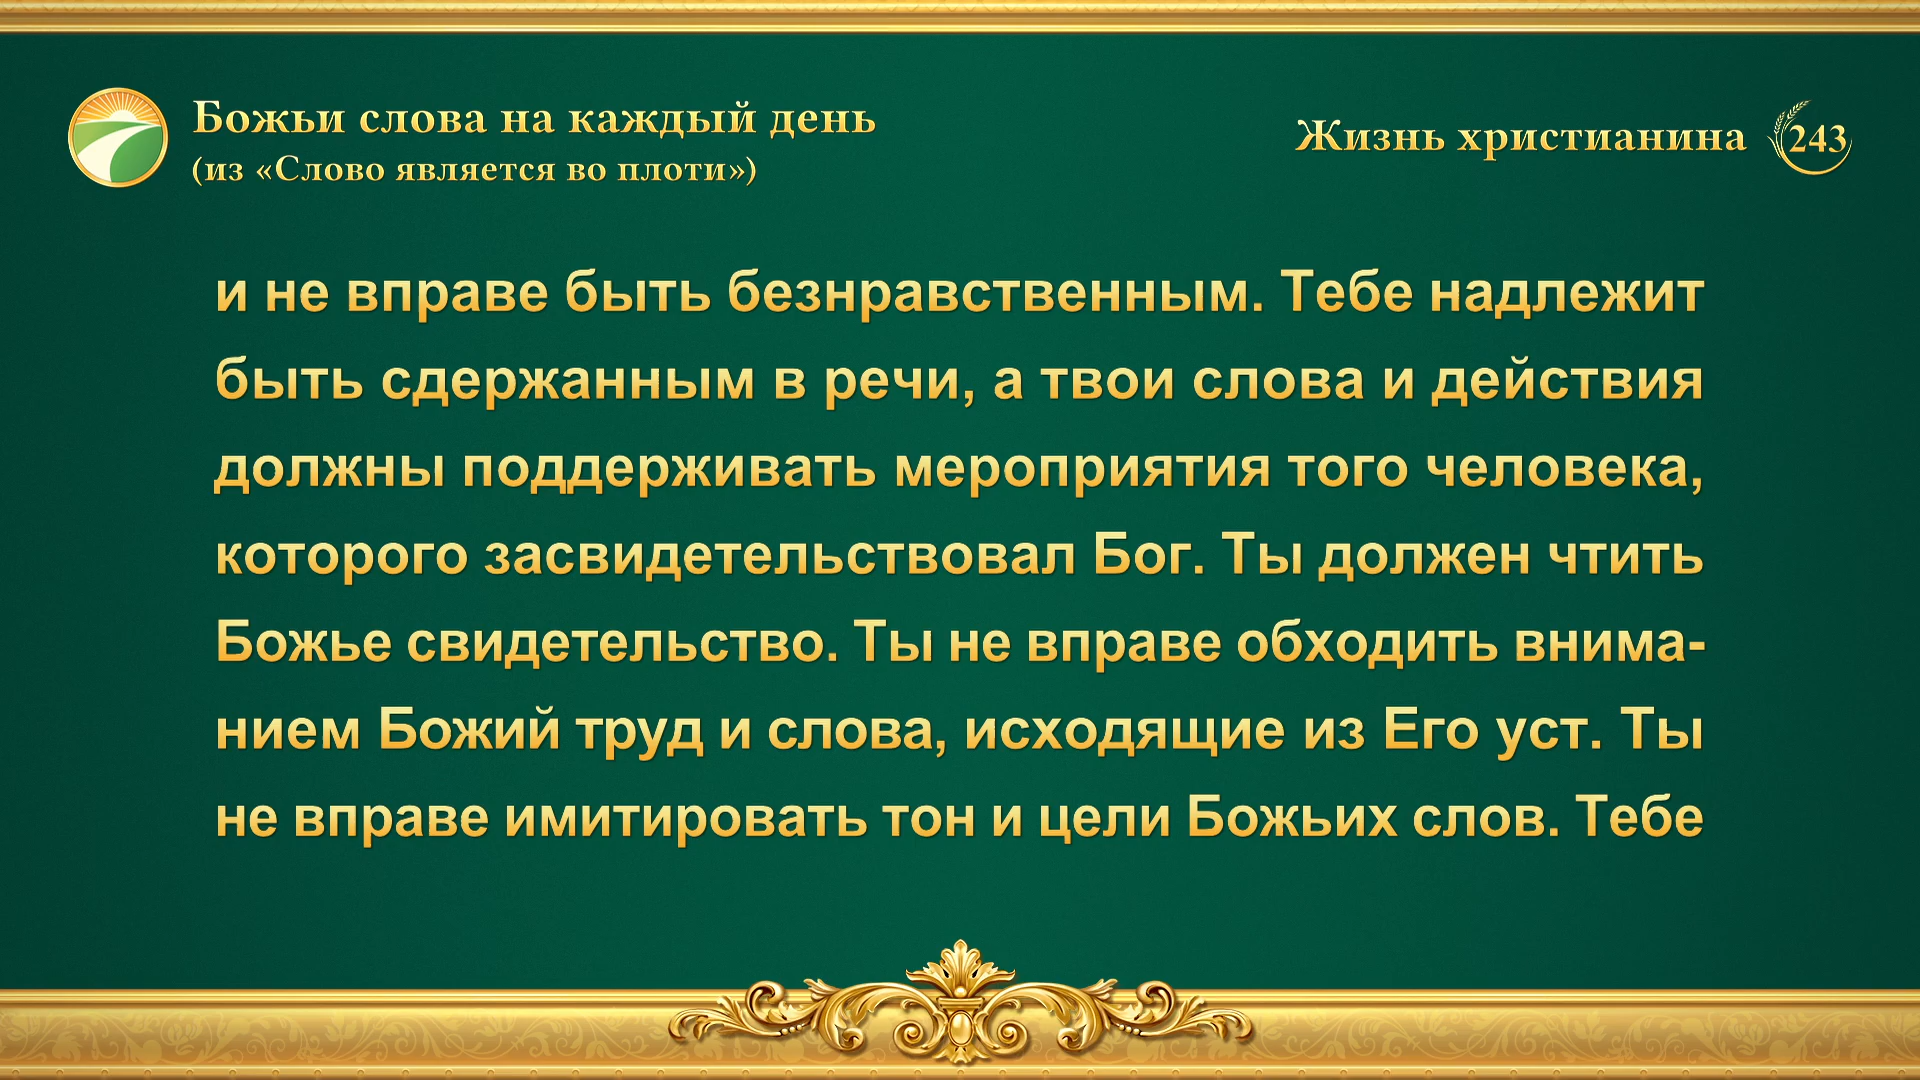 Божьи слова на каждый день
(из «Слово является во плоти»)
Жизнь христианина 243
и не вправе быть безнравственным. Тебе надлежит
быть сдержанным в речи, а твои слова и действия
должны поддерживать мероприятия того человека,
которого засвидетельствовал Бог. Ты должен чтить
Божье свидетельство. Ты не вправе обходить внима-
нием Божий труд и слова, исходящие из Его уст. Ты
не вправе имитировать тон и цели Божьих слов. Тебе